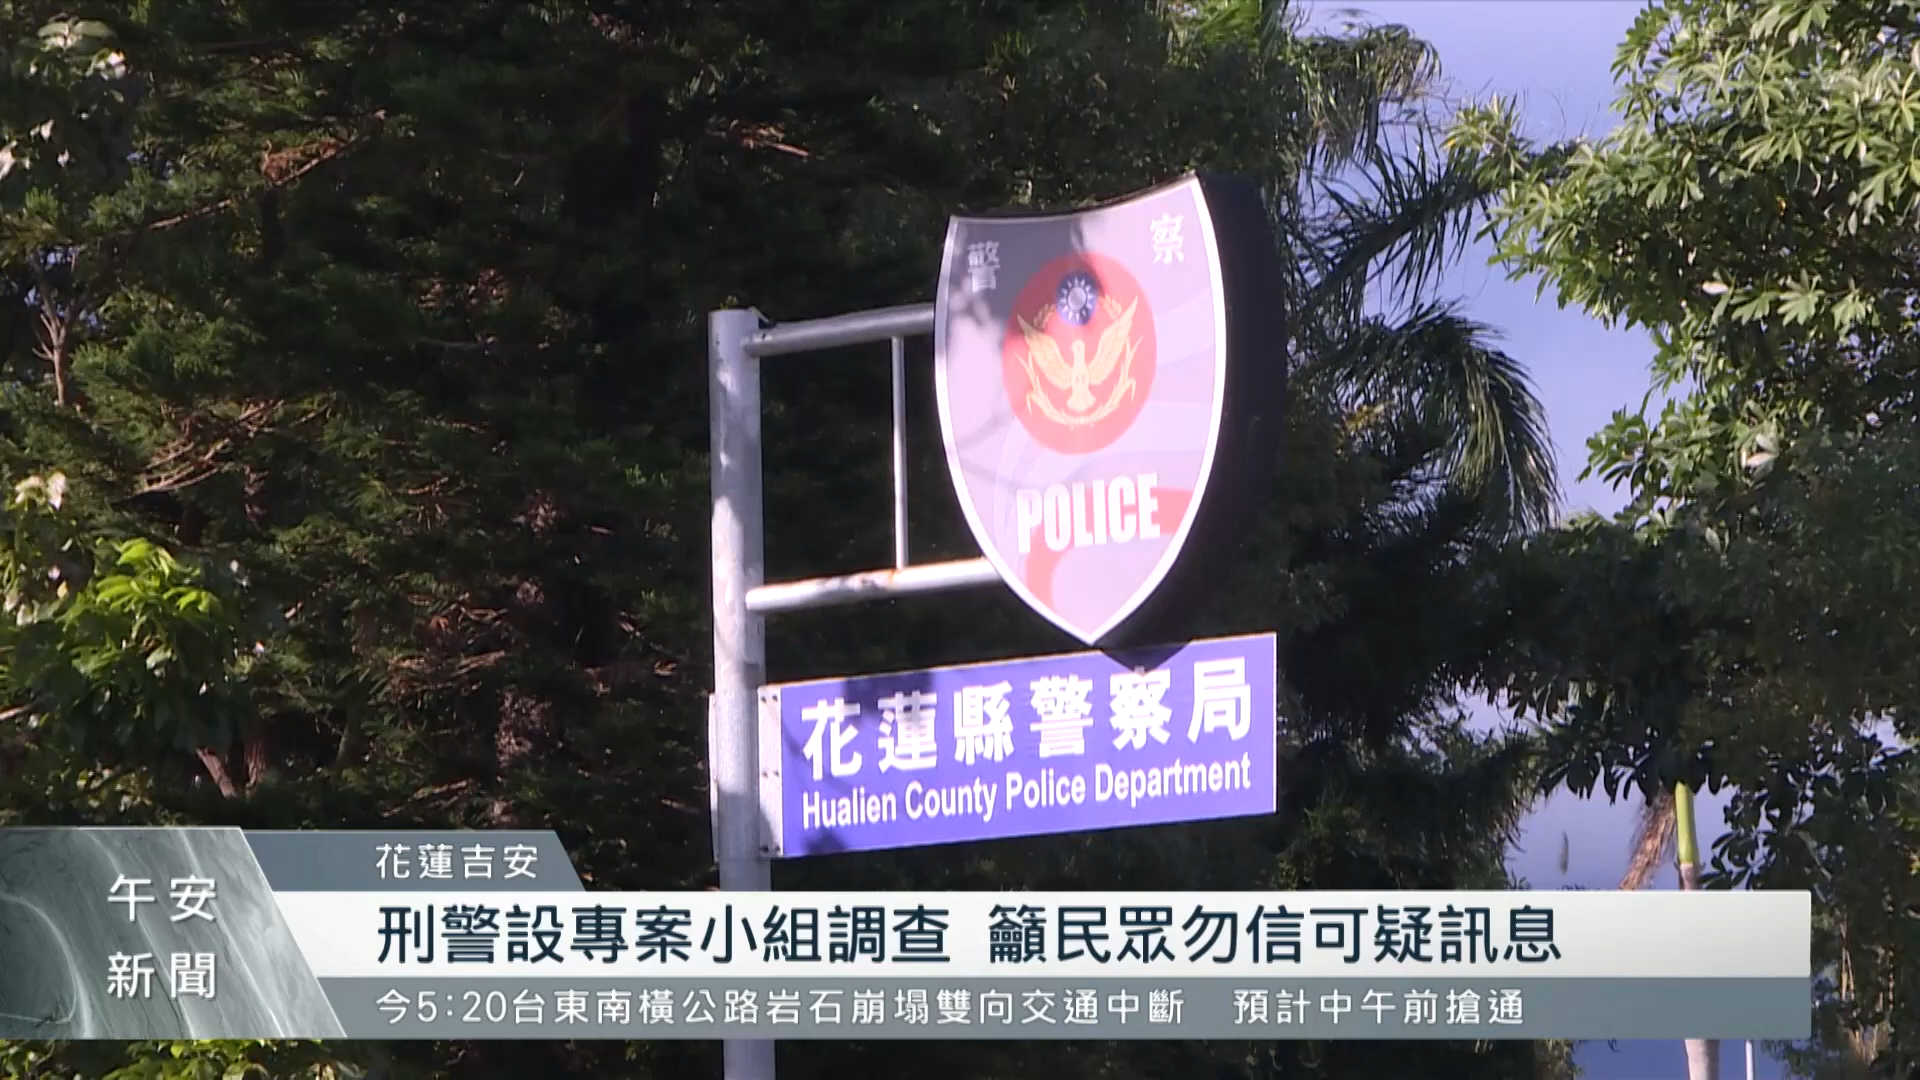 警 察
POLICE
花蓮縣警察局
Hualien County Police Department
花蓮吉安
午安
新聞
刑警設專案小組調查 籲民眾勿信可疑訊息
今5:20台東南橫公路岩石崩塌雙向交通中斷 預計中午前搶通